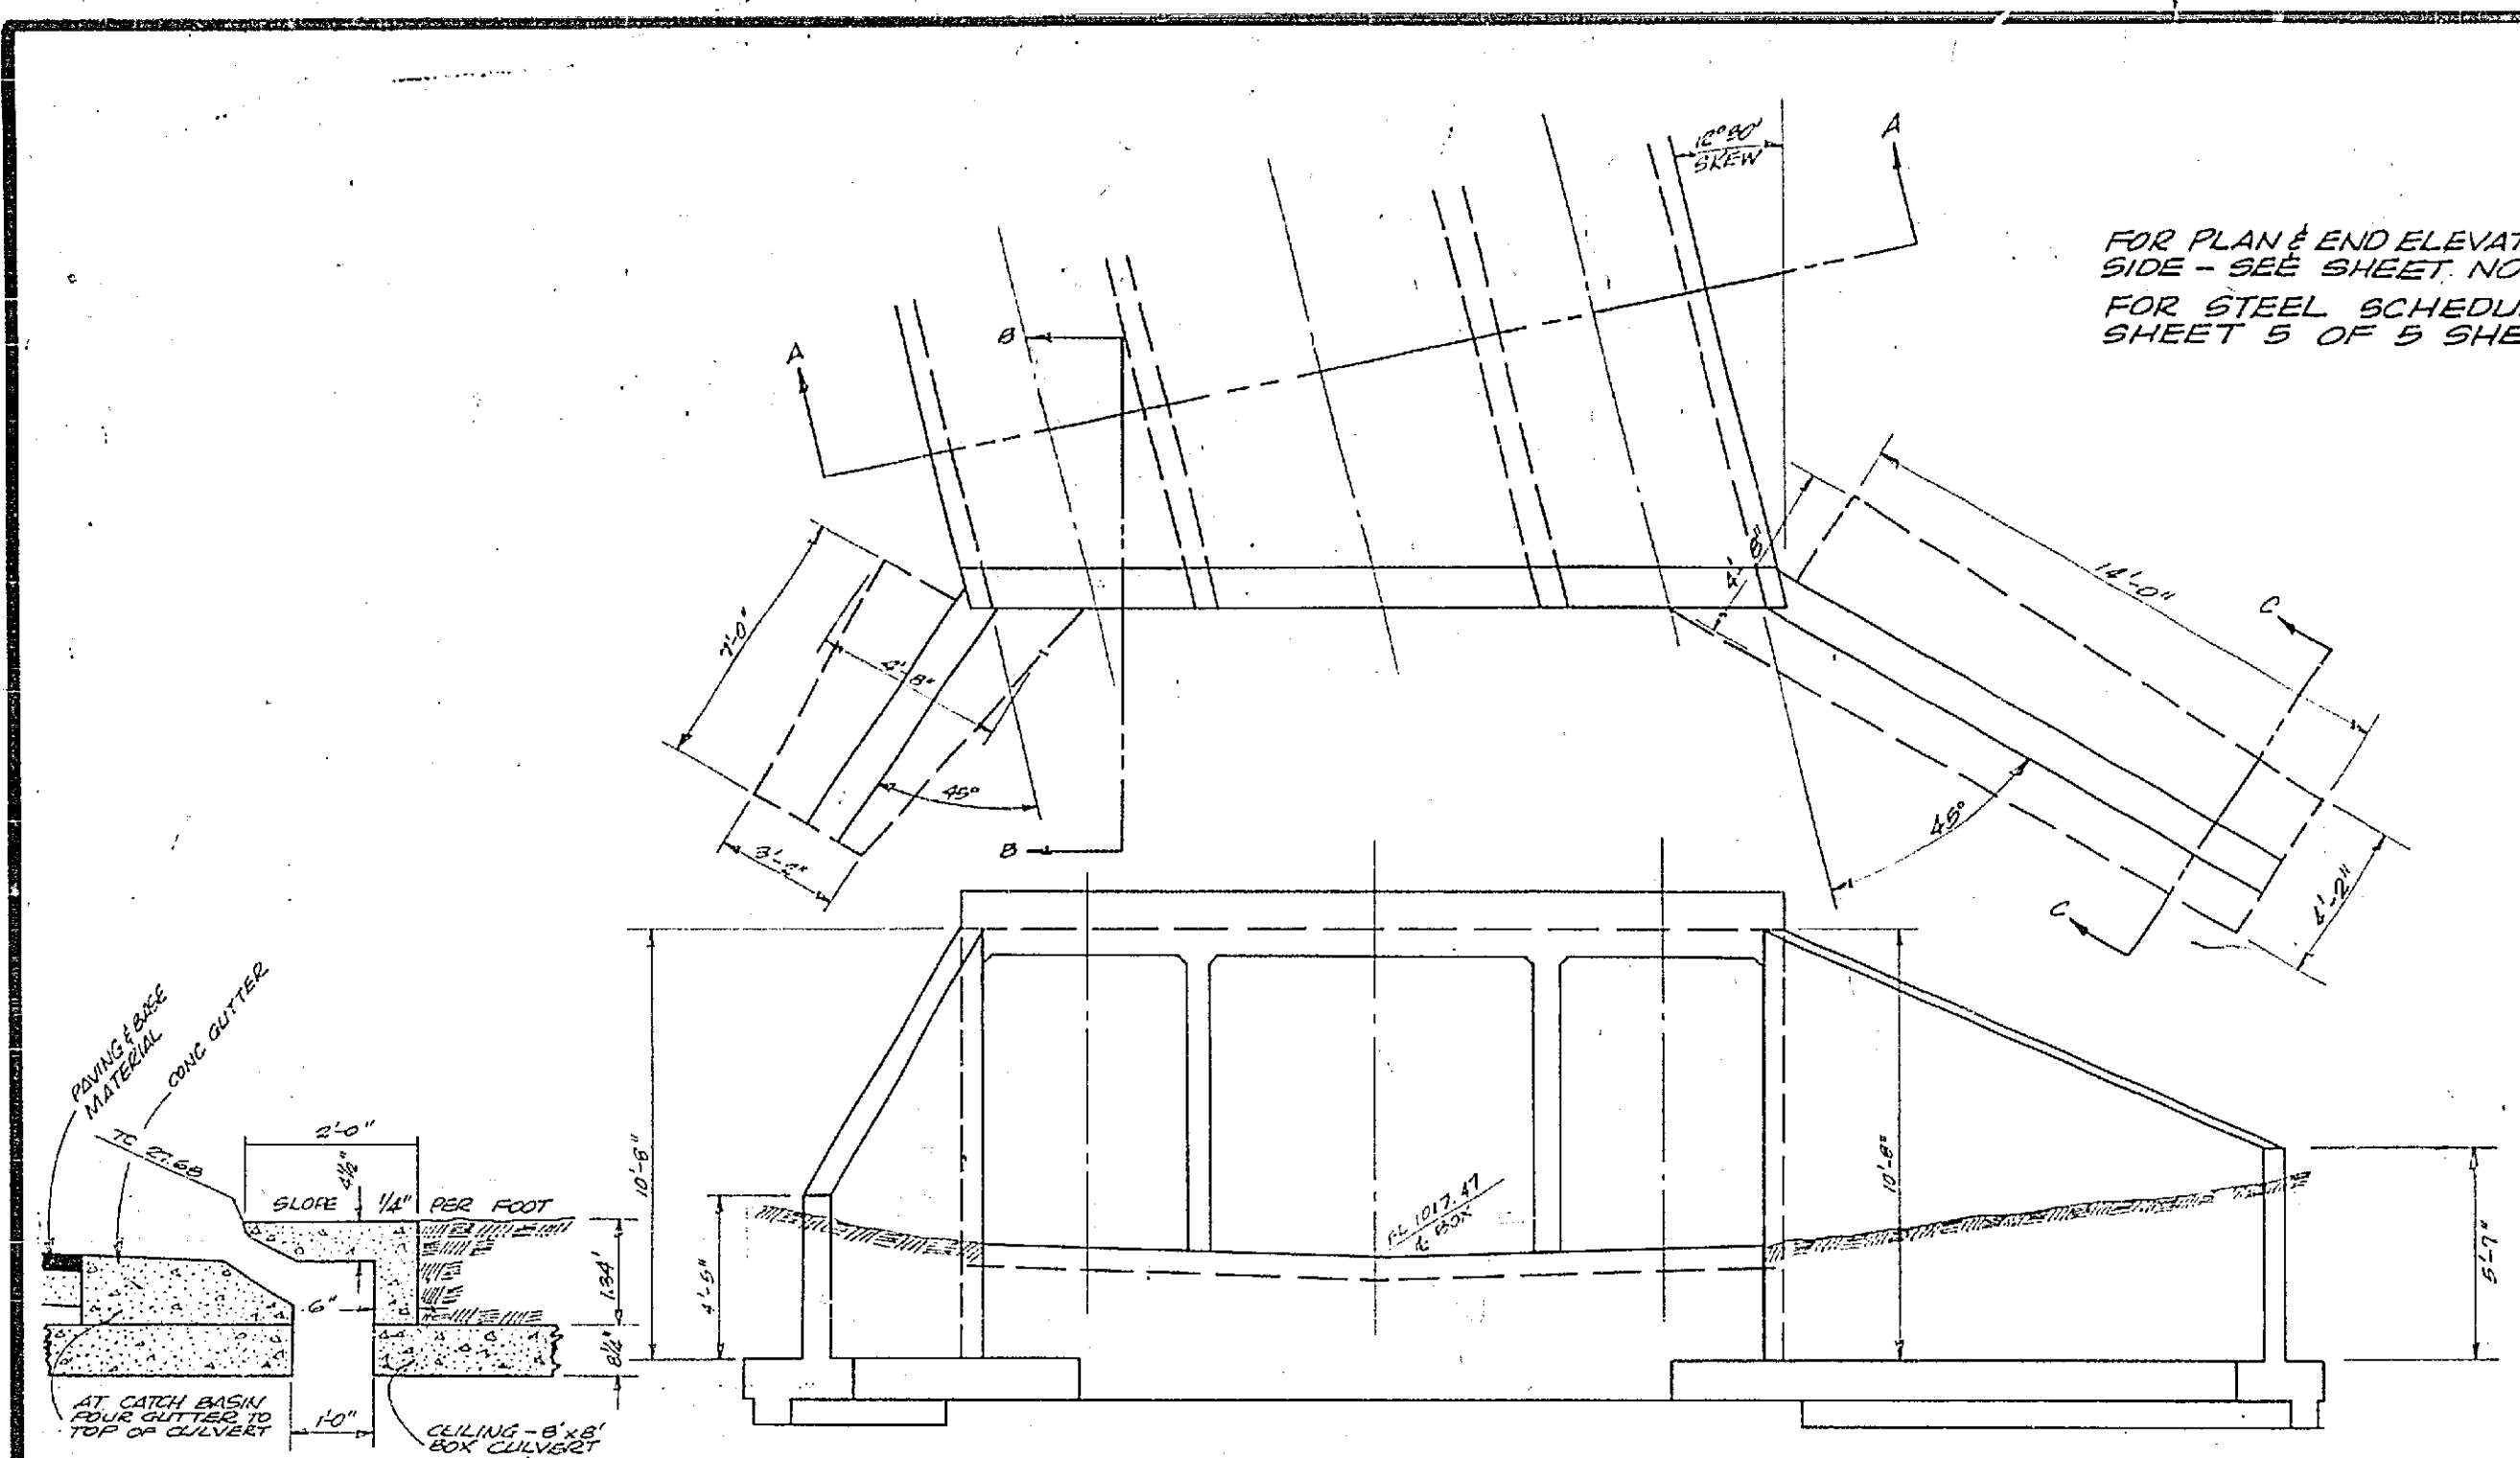 12°30'
SKEW
A
A
FOR PLAN & END ELEVAT
SIDE - SEE SHEET NO
FOR STEEL SCHEDU
SHEET 5 OF 5 SHE
B
B
7'-0"
4'-8"
45°
3'-2"
4'-8"
14'-0"
C
C
45°
4'-2"
PAVING & BASE
MATERIAL
CONC GUTTER
TC 27.68
2'-0"
4½"
SLOPE 1/4" PER FOOT
6"
1.34'
8½"
1'-0"
AT CATCH BASIN
POUR GUTTER TO
TOP OF CULVERT
CEILING - 8'x8'
BOX CULVERT
10'-8"
4'-5"
FL 1017.47
℄ BOX
10'-8"
5'-7"